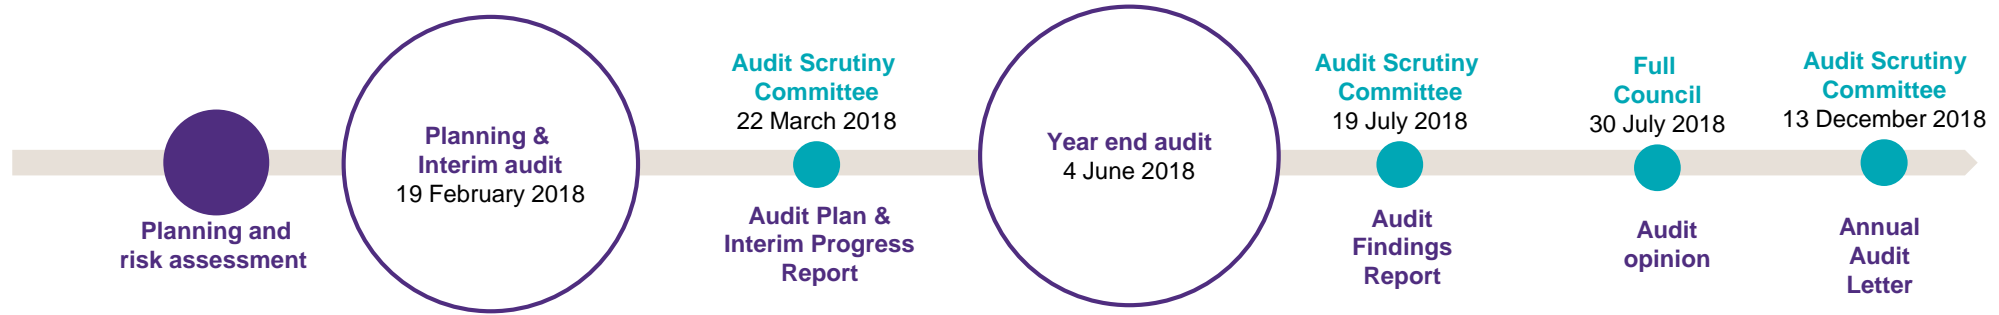 Planning and
risk assessment
Planning &
Interim audit
19 February 2018
Audit Scrutiny
Committee
22 March 2018
Audit Plan &
Interim Progress
Report
Year end audit
4 June 2018
Audit Scrutiny
Committee
19 July 2018
Audit
Findings
Report
Full
Council
30 July 2018
Audit
opinion
Audit Scrutiny
Committee
13 December 2018
Annual
Audit
Letter